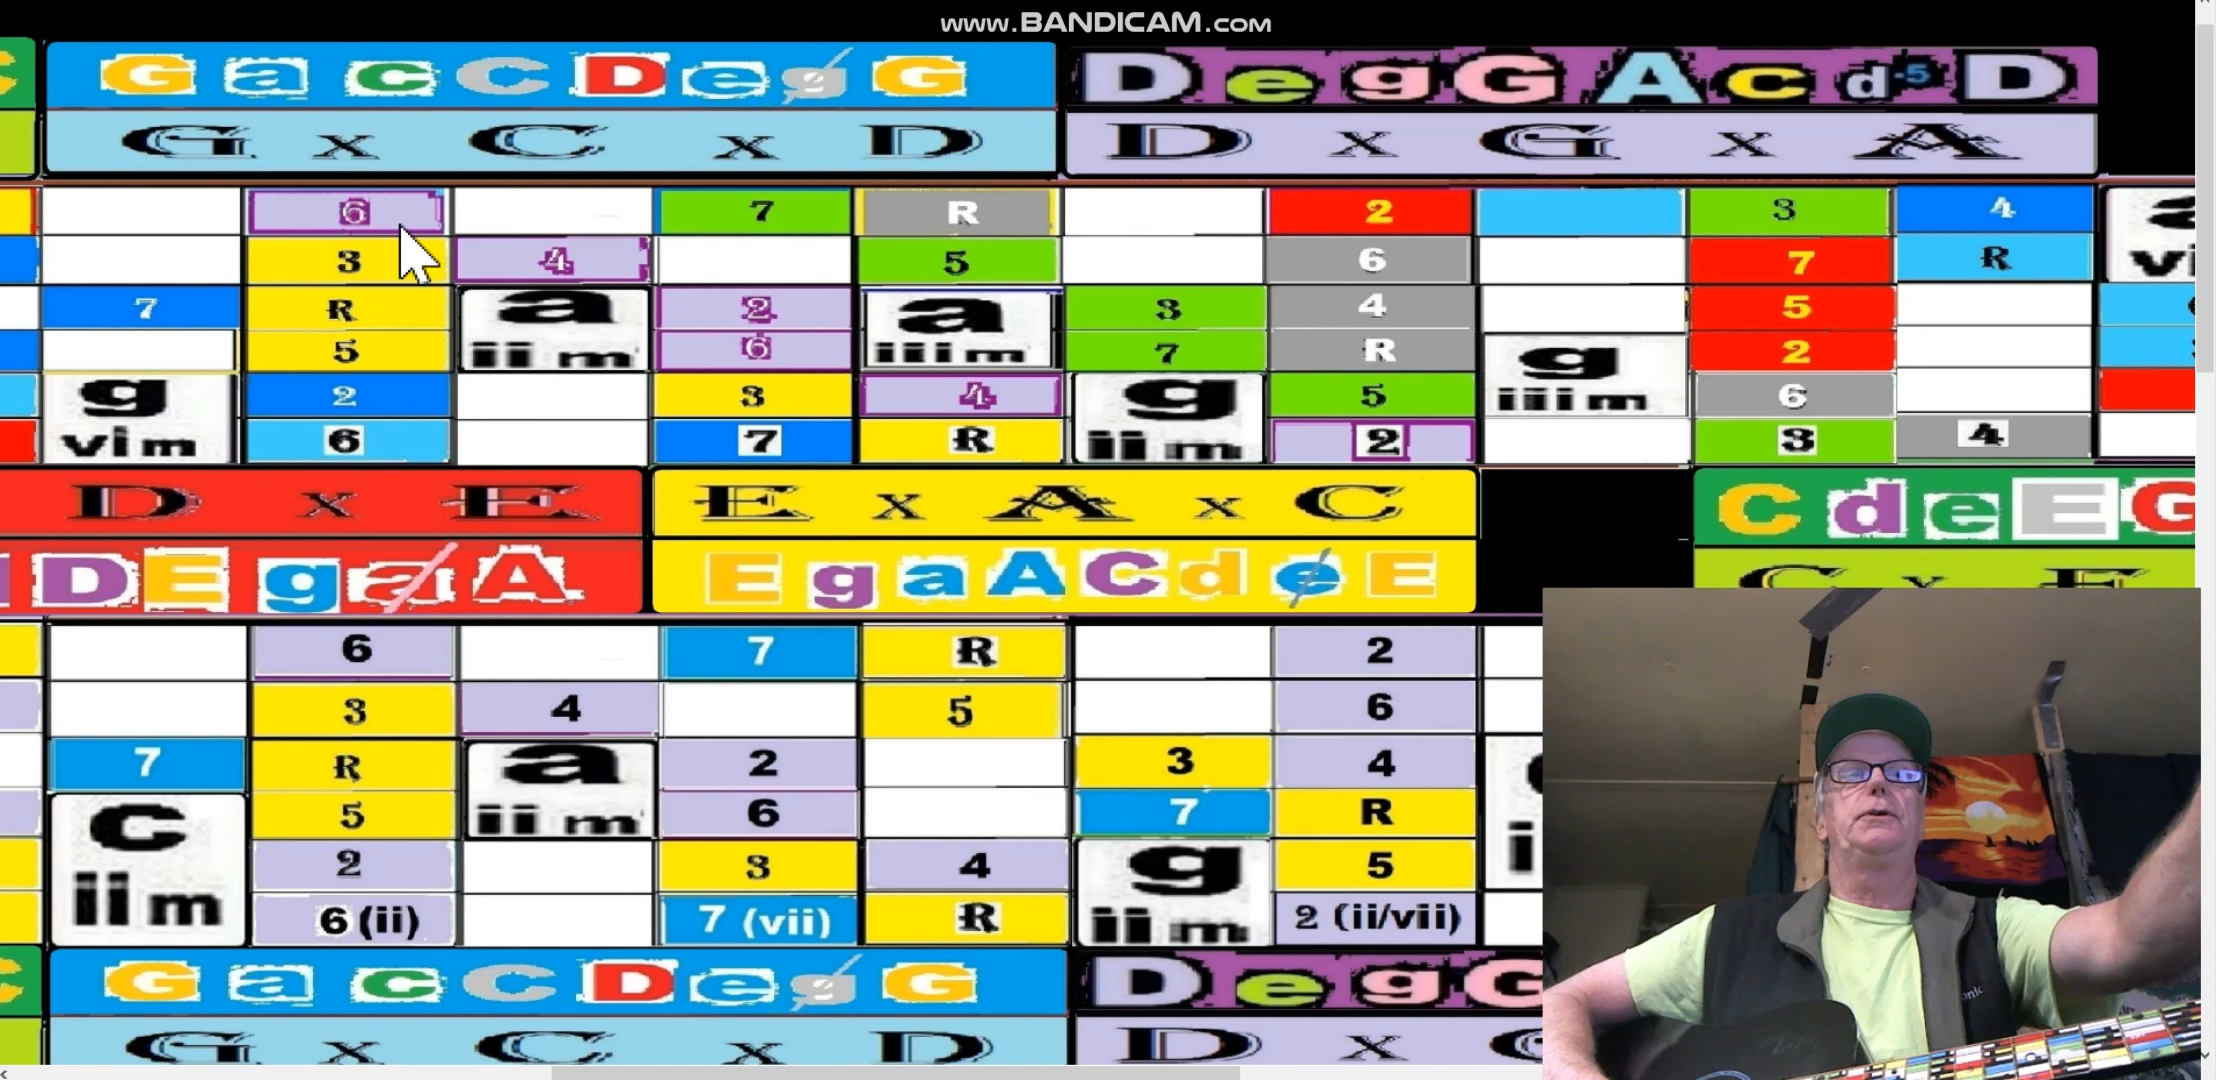 www.BANDICAM.com
G a c C D e g G D e g G A c d-5 D
G x C x D D x G x A
6 7 R 2 3 4
3 4 5 6 7 R
7 R a 2 a 3 4 5
5 ii m 6 iii m 7 R g 2
g 2 3 4 g 5 iii m 6
vi m 6 7 R ii m 2 3 4
D x E E x A x C C d e E G
D E g a A E g a A C d e E
6 7 R 2
3 4 5 6
7 R a 2 3 4
c 5 ii m 6 7 R
ii m 2 3 4 g 5
6 (ii) 7 (vii) R ii m 2 (ii/vii)
G a c C D e g G D e g G
G x C x D D x